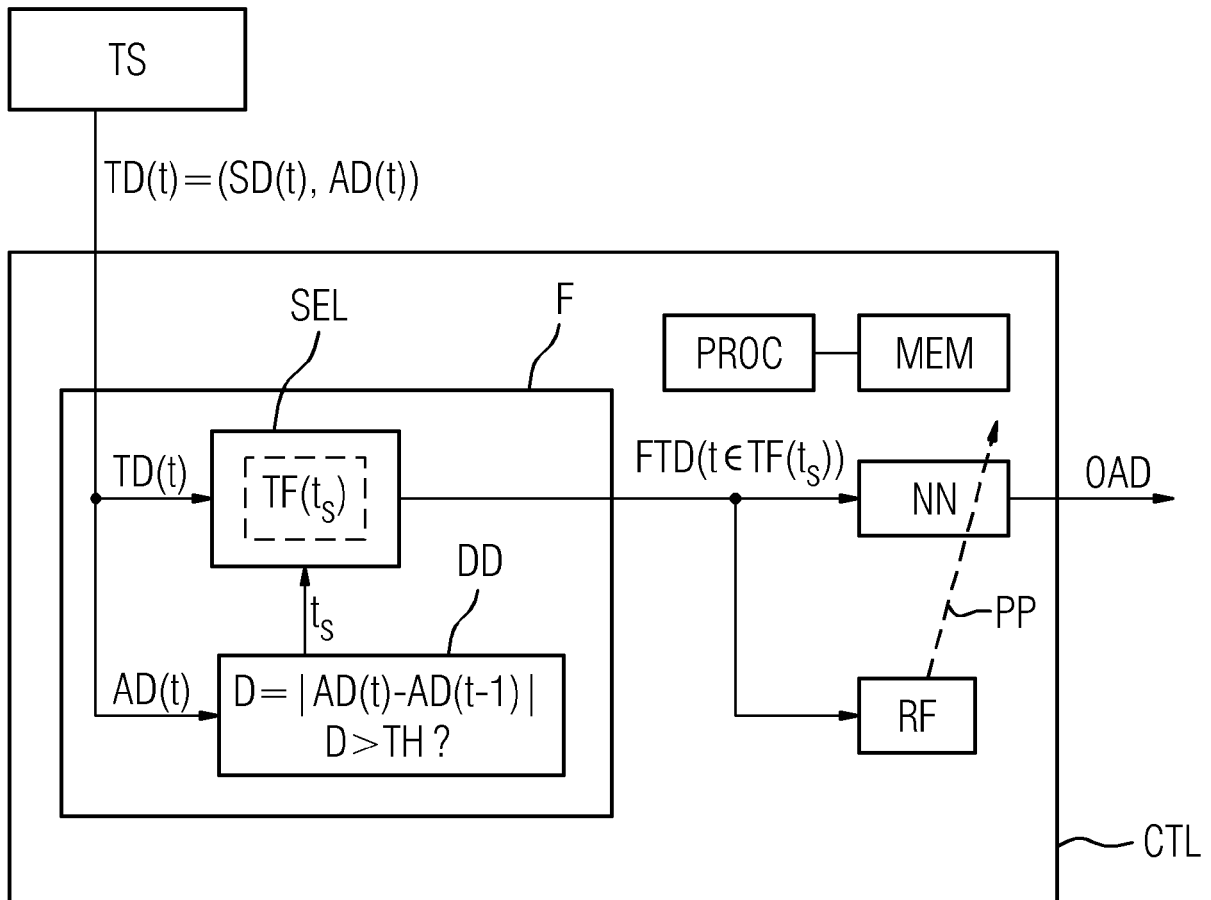 TS
TD(t)=(SD(t), AD(t))
SEL
F
PROC
MEM
TD(t)
TF(tₛ)
FTD(t∈TF(tₛ))
NN
OAD
DD
tₛ
PP
AD(t)
D=|AD(t)-AD(t-1)|
D>TH?
RF
CTL